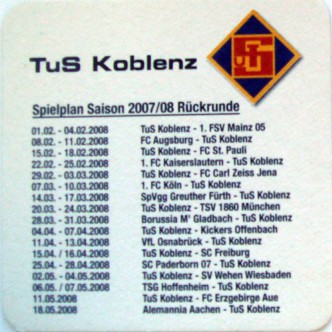 TuS Koblenz
Spielplan Saison 2007/08 Rückrunde
01.02. - 04.02.2008 TuS Koblenz - 1. FSV Mainz 05
08.02. - 11.02.2008 FC Augsburg - TuS Koblenz
15.02. - 18.02.2008 TuS Koblenz - FC St. Pauli
22.02. - 25.02.2008 1. FC Kaiserslautern - TuS Koblenz
29.02. - 03.03.2008 TuS Koblenz - FC Carl Zeiss Jena
07.03. - 10.03.2008 1. FC Köln - TuS Koblenz
14.03. - 17.03.2008 SpVgg Greuther Fürth - TuS Koblenz
20.03. - 24.03.2008 TuS Koblenz - TSV 1860 München
28.03. - 31.03.2008 Borussia M' Gladbach - TuS Koblenz
04.04. - 07.04.2008 TuS Koblenz - Kickers Offenbach
11.04. - 13.04.2008 VfL Osnabrück - TuS Koblenz
15.04. / 16.04.2008 TuS Koblenz - SC Freiburg
25.04. - 28.04.2008 SC Paderborn 07 - TuS Koblenz
02.05. - 04.05.2008 TuS Koblenz - SV Wehen Wiesbaden
06.05. / 07.05.2008 TSG Hoffenheim - TuS Koblenz
11.05.2008 TuS Koblenz - FC Erzgebirge Aue
18.05.2008 Alemannia Aachen - TuS Koblenz